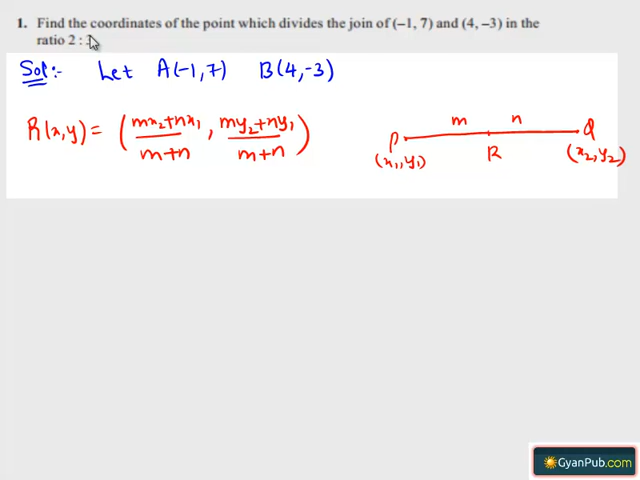 1. Find the coordinates of the point which divides the join of (–1, 7) and (4, –3) in the
ratio 2 :
Sol:- Let A(-1,7) B(4,-3)
R(x,y) = (mx₂+nx₁/m+n, my₂+ny₁/m+n)
m n
P R Q
(x₁,y₁) (x₂,y₂)
GyanPub.com